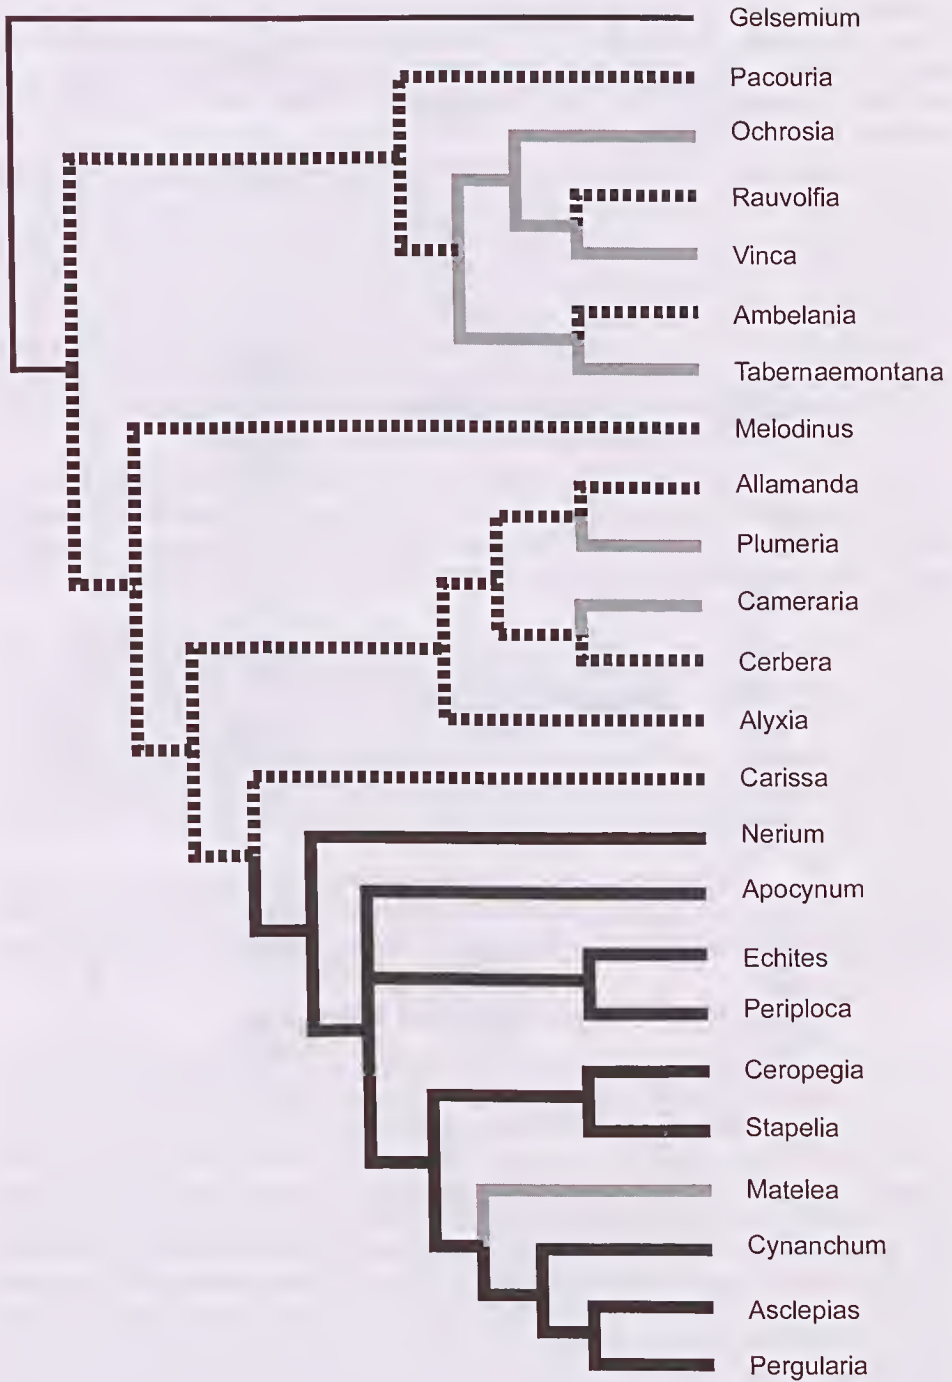 Gelsemium
Pacouria
Ochrosia
Rauvolfia
Vinca
Ambelania
Tabernaemontana
Melodinus
Allamanda
Plumeria
Cameraria
Cerbera
Alyxia
Carissa
Nerium
Apocynum
Echites
Periploca
Ceropegia
Stapelia
Matelea
Cynanchum
Asclepias
Pergularia